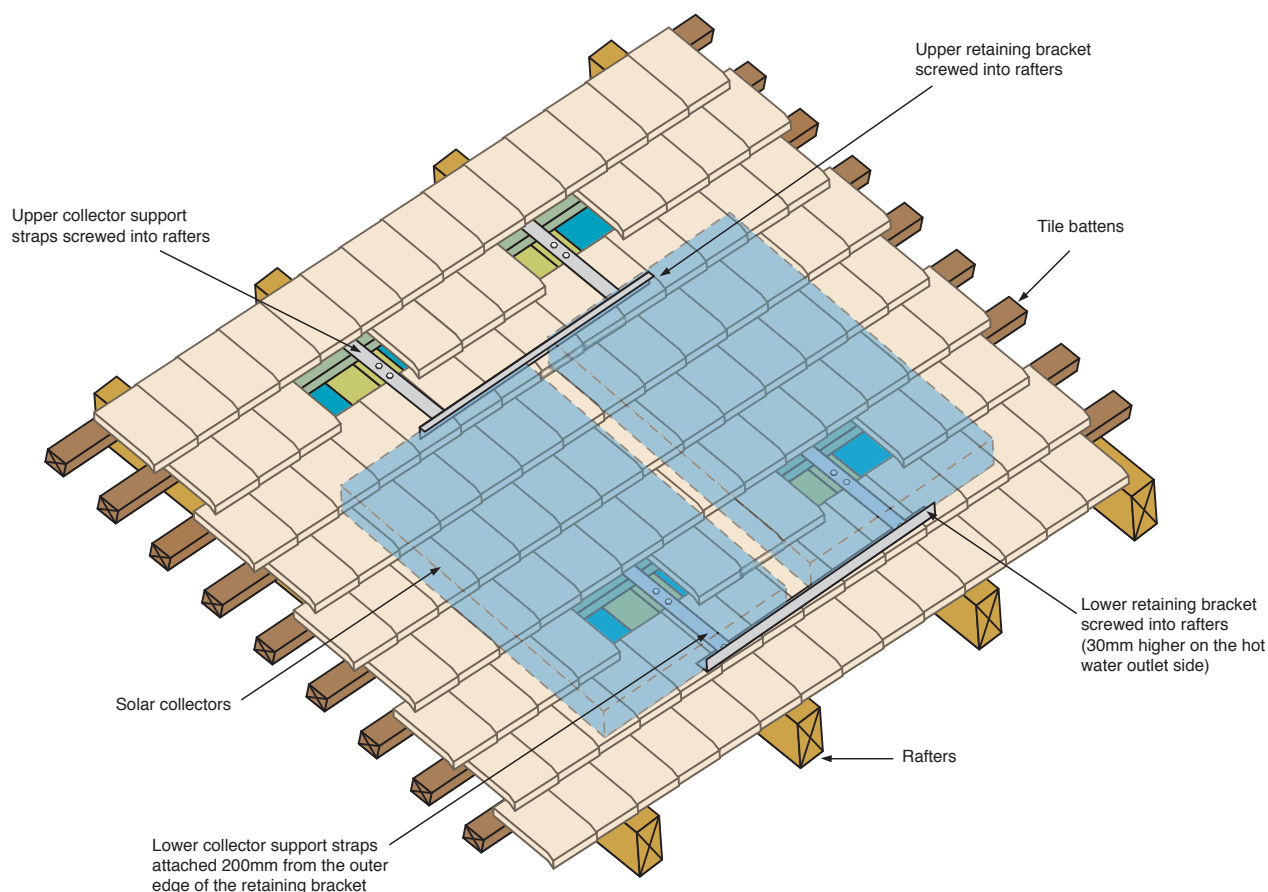 Upper retaining bracket
screwed into rafters
Upper collector support
straps screwed into rafters
Tile battens
Lower retaining bracket
screwed into rafters
(30mm higher on the hot
water outlet side)
Solar collectors
Rafters
Lower collector support straps
attached 200mm from the outer
edge of the retaining bracket